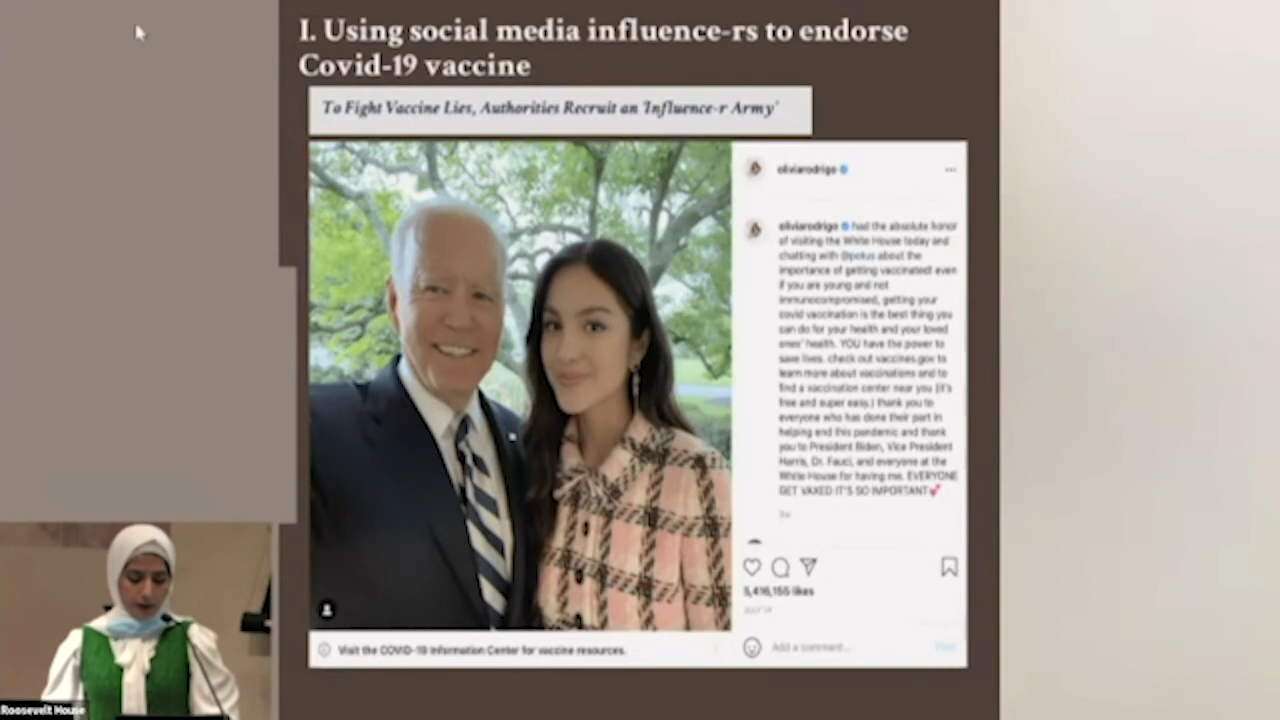 I. Using social media influence-rs to endorse
Covid-19 vaccine
To Fight Vaccine Lies, Authorities Recruit an 'Influence-r Army'
oliviarodrigo
oliviarodrigo had the absolute honor
of visiting the White House today and
chatting with @potus about the
importance of getting vaccinated! even
if you are young and not
immunocompromised, getting your
covid vaccination is the best thing you
can do for your health and your loved
ones' health. YOU have the power to
save lives. check out vaccines.gov to
learn more about vaccinations and to
find a vaccination center near you (it's
free and super easy.) thank you to
everyone who has done their part in
helping end this pandemic and thank
you to President Biden, Vice President
Harris, Dr. Fauci, and everyone at the
White House for having me. EVERYONE
GET VAXED IT'S SO IMPORTANT💕
5,416,155 likes
JULY 14
Add a comment...
Post
Visit the COVID-19 Information Center for vaccine resources.
Roosevelt House